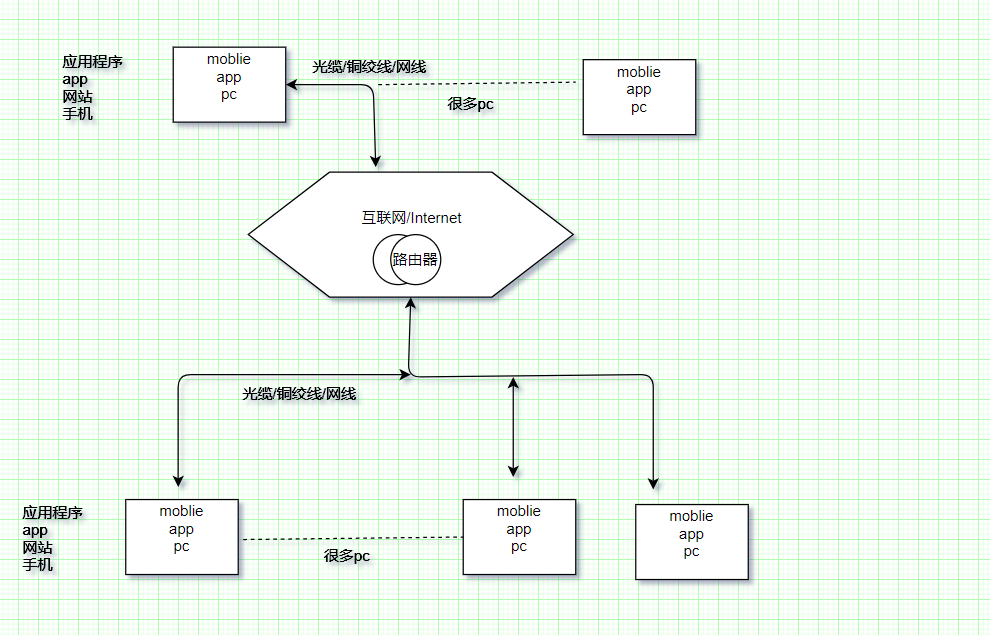 应用程序
app
网站
手机
moblie
app
pc
光缆/铜绞线/网线
很多pc
moblie
app
pc
互联网/Internet
路由器
光缆/铜绞线/网线
应用程序
app
网站
手机
moblie
app
pc
很多pc
moblie
app
pc
moblie
app
pc